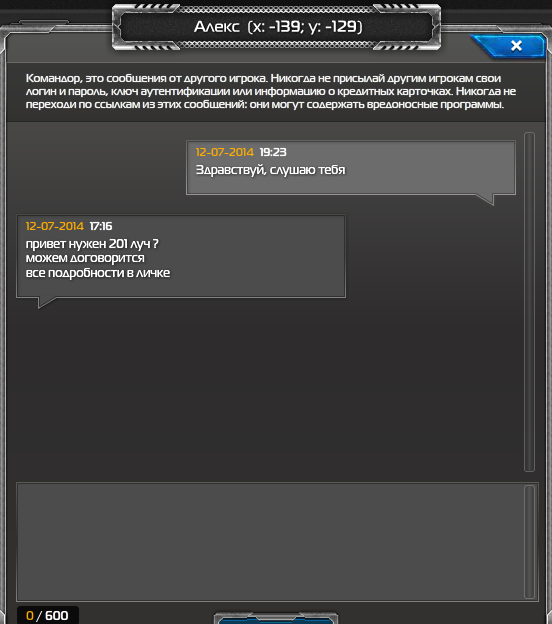 Алекс (x: -139; y: -129)
Командор, это сообщения от другого игрока. Никогда не присылай другим игрокам свои
логин и пароль, ключ аутентификации или информацию о кредитных карточках. Никогда не
переходи по ссылкам из этих сообщений: они могут содержать вредоносные программы.
12-07-2014 19:23
Здравствуй, слушаю тебя
12-07-2014 17:16
привет нужен 201 луч ?
можем договорится
все подробности в личке
0 / 600